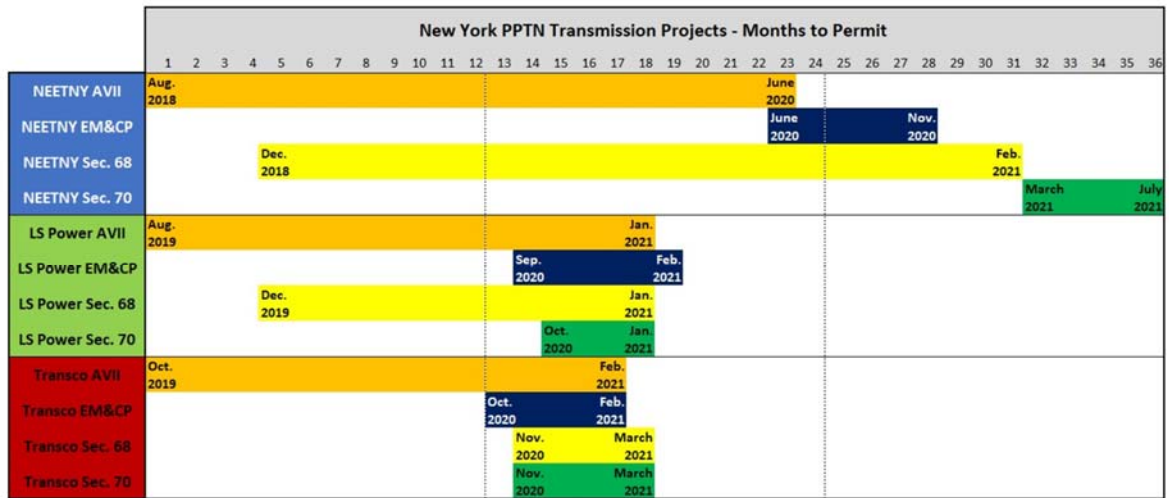 New York PPTN Transmission Projects - Months to Permit
1 2 3 4 5 6 7 8 9 10 11 12 13 14 15 16 17 18 19 20 21 22 23 24 25 26 27 28 29 30 31 32 33 34 35 36
NEETNY AVII Aug. June
2018 2020
NEETNY EM&CP June Nov.
2020 2020
NEETNY Sec. 68 Dec. Feb.
2018 2021
NEETNY Sec. 70 March July
2021 2021
LS Power AVII Aug. Jan.
2019 2021
LS Power EM&CP Sep. Feb.
2020 2021
LS Power Sec. 68 Dec. Jan.
2019 2021
LS Power Sec. 70 Oct. Jan.
2020 2021
Transco AVII Oct. Feb.
2019 2021
Transco EM&CP Oct. Feb.
2020 2021
Transco Sec. 68 Nov. March
2020 2021
Transco Sec. 70 Nov. March
2020 2021